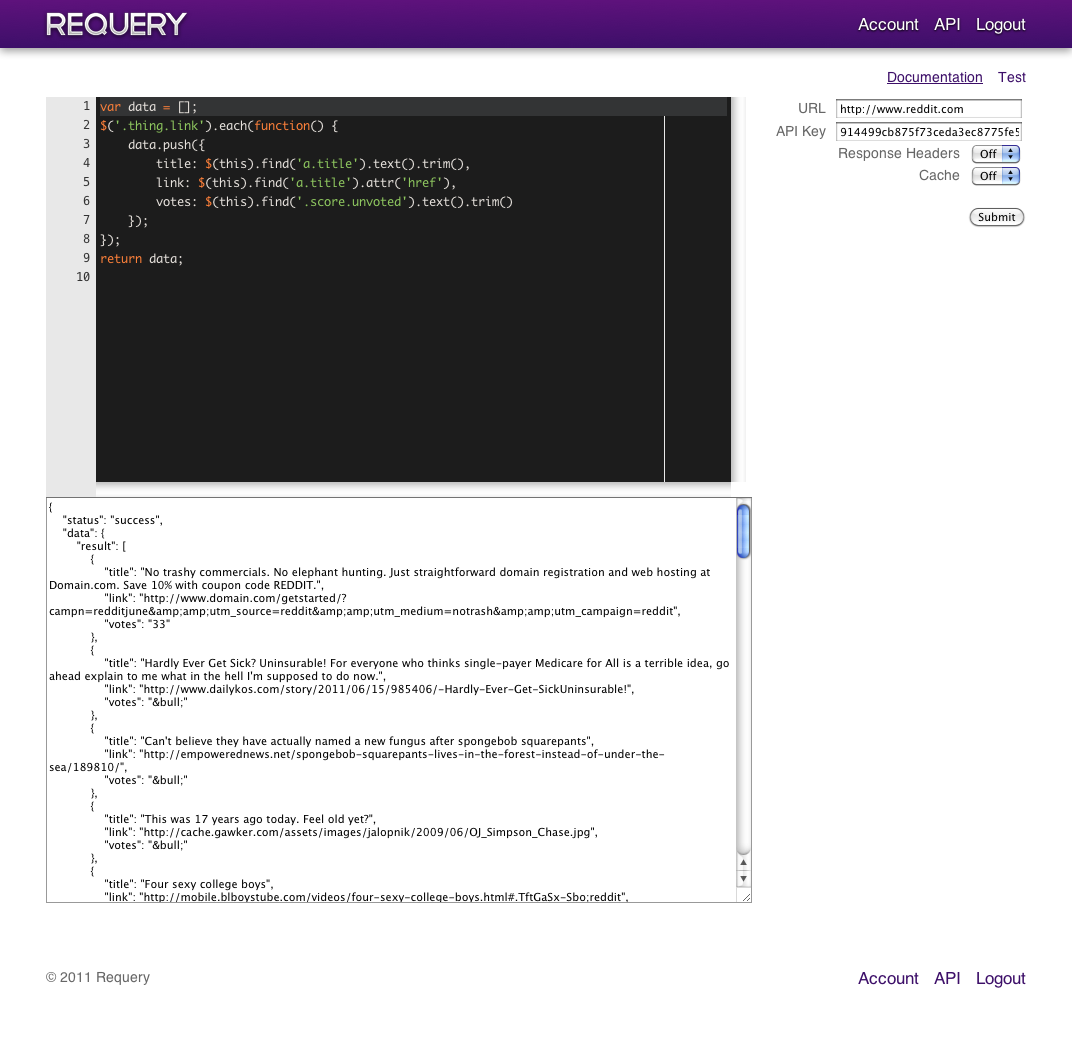 REQUERY
Account API Logout
Documentation Test
1 var data = [];
2 $('.thing.link').each(function() {
3     data.push({
4         title: $(this).find('a.title').text().trim(),
5         link: $(this).find('a.title').attr('href'),
6         votes: $(this).find('.score.unvoted').text().trim()
7     });
8 });
9 return data;
10
URL http://www.reddit.com
API Key 914499cb875f73ceda3ec8775fe5
Response Headers Off
Cache Off
Submit
{
    "status": "success",
    "data": {
        "result": [
            {
                "title": "No trashy commercials. No elephant hunting. Just straightforward domain registration and web hosting at
Domain.com. Save 10% with coupon code REDDIT.",
                "link": "http://www.domain.com/getstarted/?
campn=redditjune&amp;amp;utm_source=reddit&amp;amp;utm_medium=notrash&amp;amp;utm_campaign=reddit",
                "votes": "33"
            },
            {
                "title": "Hardly Ever Get Sick? Uninsurable! For everyone who thinks single-payer Medicare for All is a terrible idea, go
ahead explain to me what in the hell I'm supposed to do now.",
                "link": "http://www.dailykos.com/story/2011/06/15/985406/-Hardly-Ever-Get-SickUninsurable!",
                "votes": "&bull;"
            },
            {
                "title": "Can't believe they have actually named a new fungus after spongebob squarepants",
                "link": "http://empowerednews.net/spongebob-squarepants-lives-in-the-forest-instead-of-under-the-
sea/189810/",
                "votes": "&bull;"
            },
            {
                "title": "This was 17 years ago today. Feel old yet?",
                "link": "http://cache.gawker.com/assets/images/jalopnik/2009/06/OJ_Simpson_Chase.jpg",
                "votes": "&bull;"
            },
            {
                "title": "Four sexy college boys",
                "link": "http://mobile.blboystube.com/videos/four-sexy-college-boys.html#.TftGaSx-Sbo;reddit",
© 2011 Requery
Account API Logout